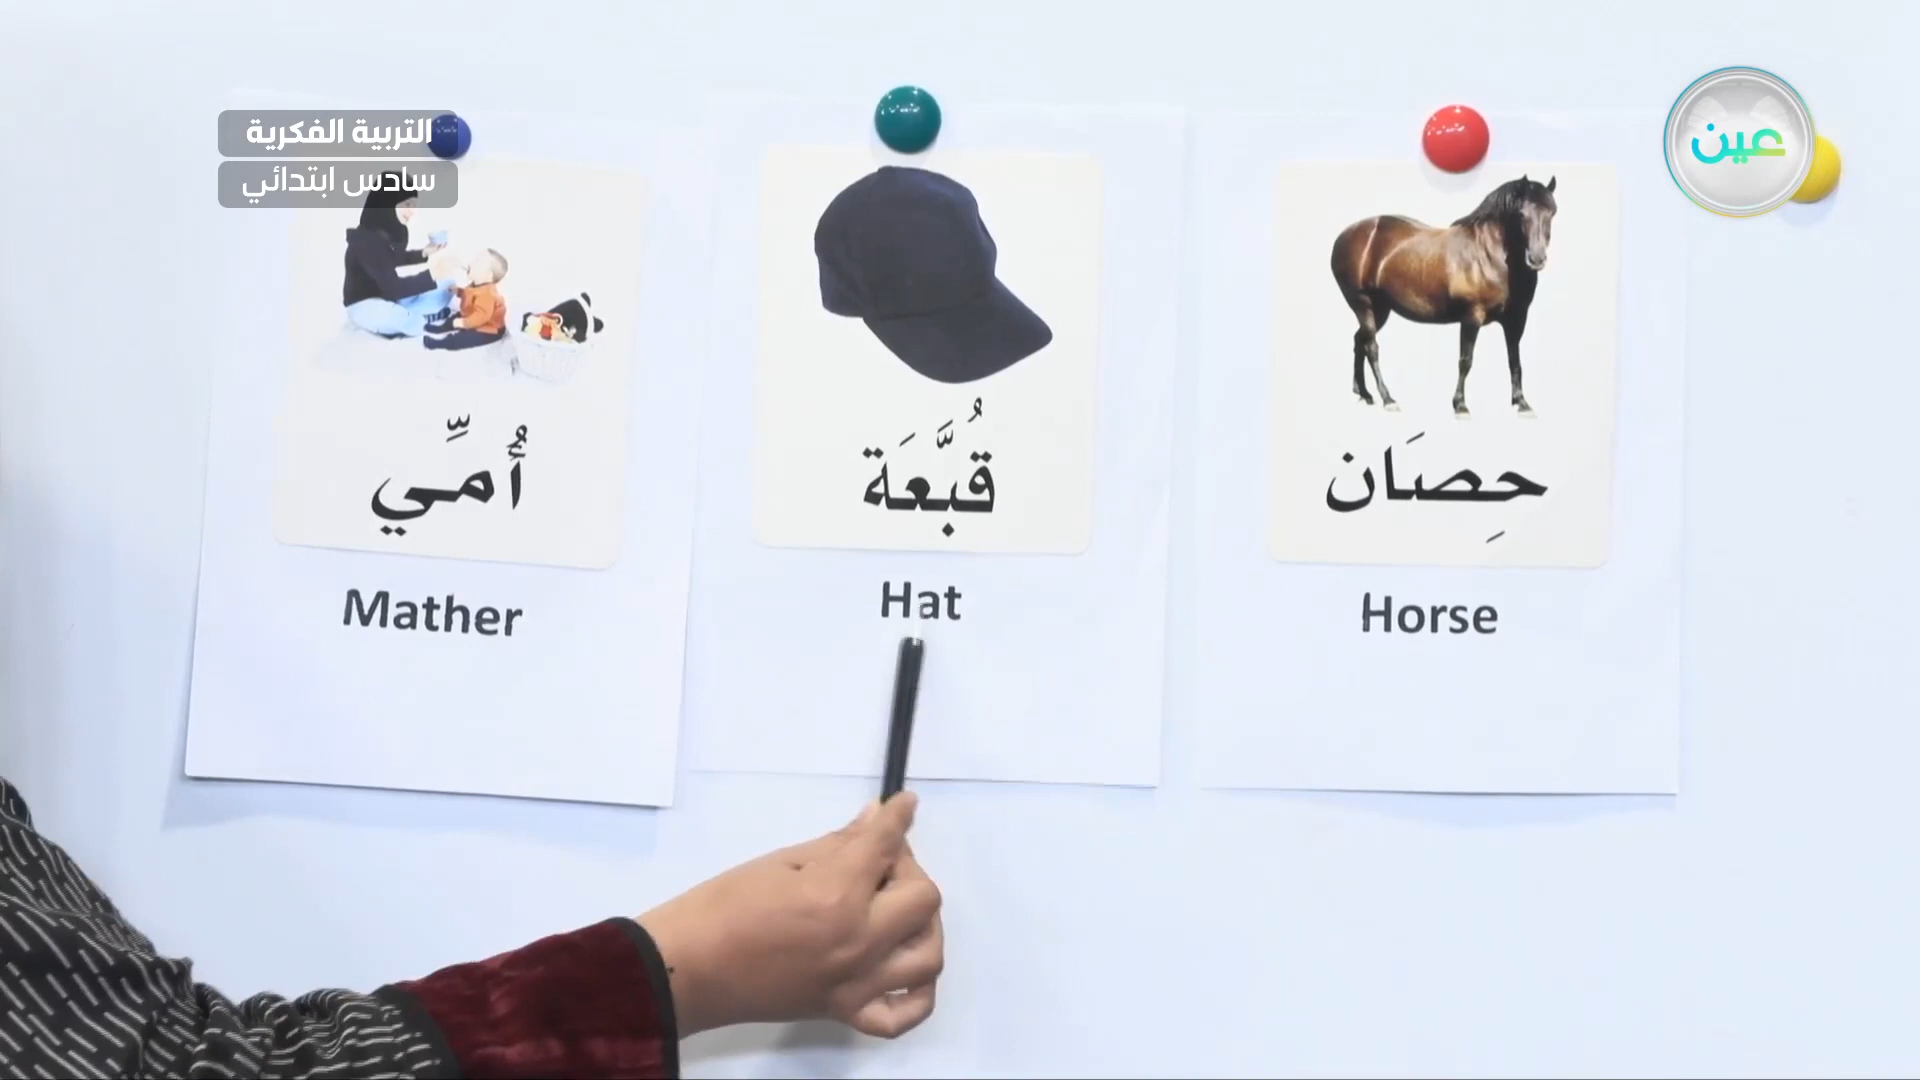 التربية الفكرية
سادس ابتدائي
عين
أُمِّي
Mather
قُبَّعَة
Hat
حِصَان
Horse